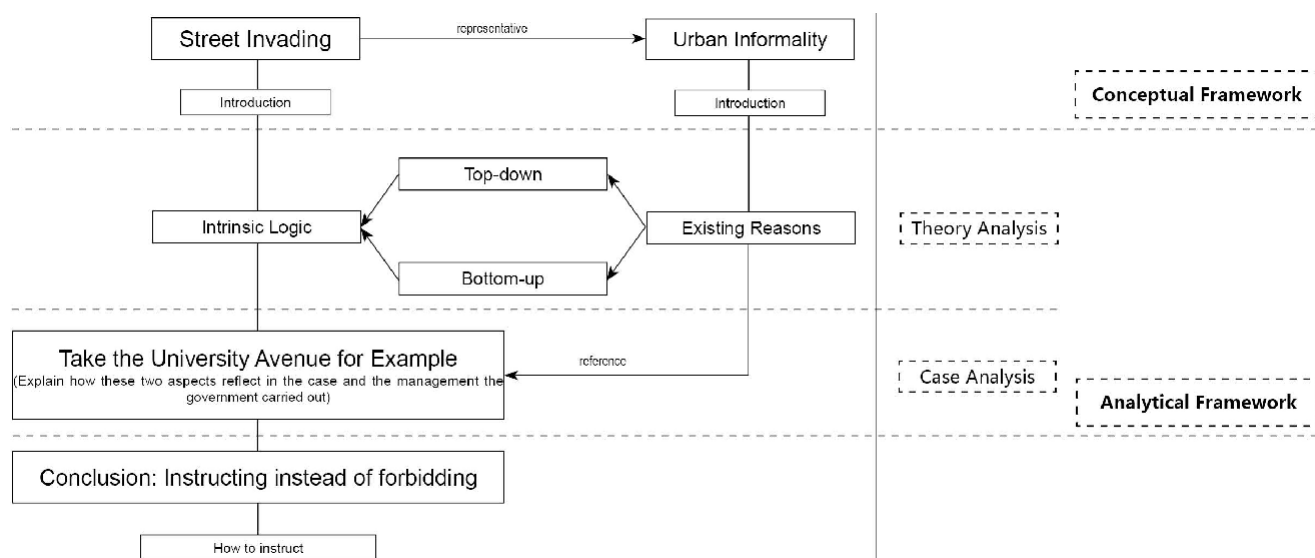 Street Invading
representative
Urban Informality
Introduction
Introduction
Conceptual Framework
Top-down
Intrinsic Logic
Existing Reasons
Theory Analysis
Bottom-up
Take the University Avenue for Example
(Explain how these two aspects reflect in the case and the management the
government carried out)
reference
Case Analysis
Analytical Framework
Conclusion: Instructing instead of forbidding
How to instruct